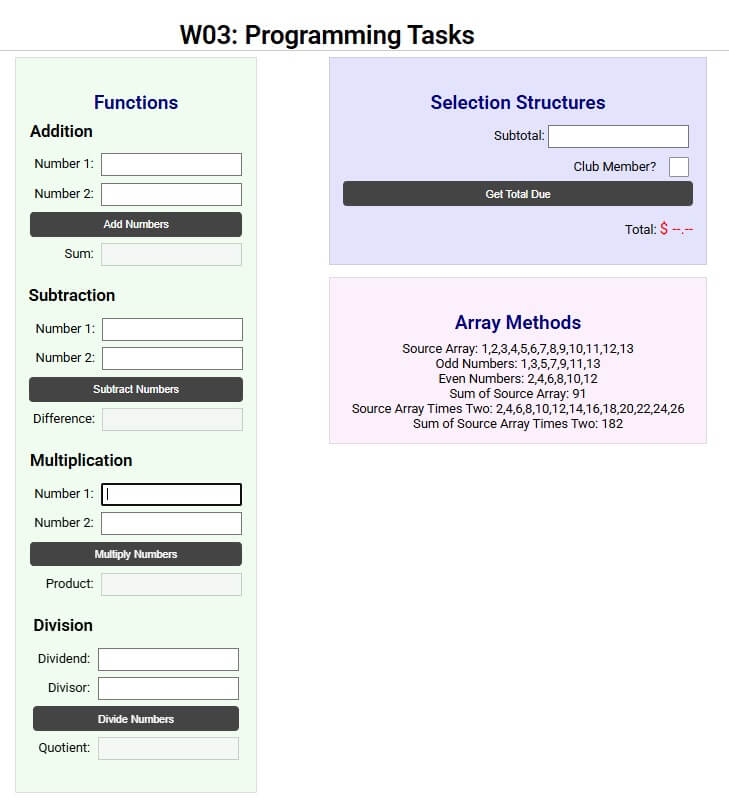 W03: Programming Tasks
Functions
Addition
Number 1:
Number 2:
Add Numbers
Sum:
Subtraction
Number 1:
Number 2:
Subtract Numbers
Difference:
Multiplication
Number 1:
Number 2:
Multiply Numbers
Product:
Division
Dividend:
Divisor:
Divide Numbers
Quotient:
Selection Structures
Subtotal:
Club Member?
Get Total Due
Total: $ --.--
Array Methods
Source Array: 1,2,3,4,5,6,7,8,9,10,11,12,13
Odd Numbers: 1,3,5,7,9,11,13
Even Numbers: 2,4,6,8,10,12
Sum of Source Array: 91
Source Array Times Two: 2,4,6,8,10,12,14,16,18,20,22,24,26
Sum of Source Array Times Two: 182